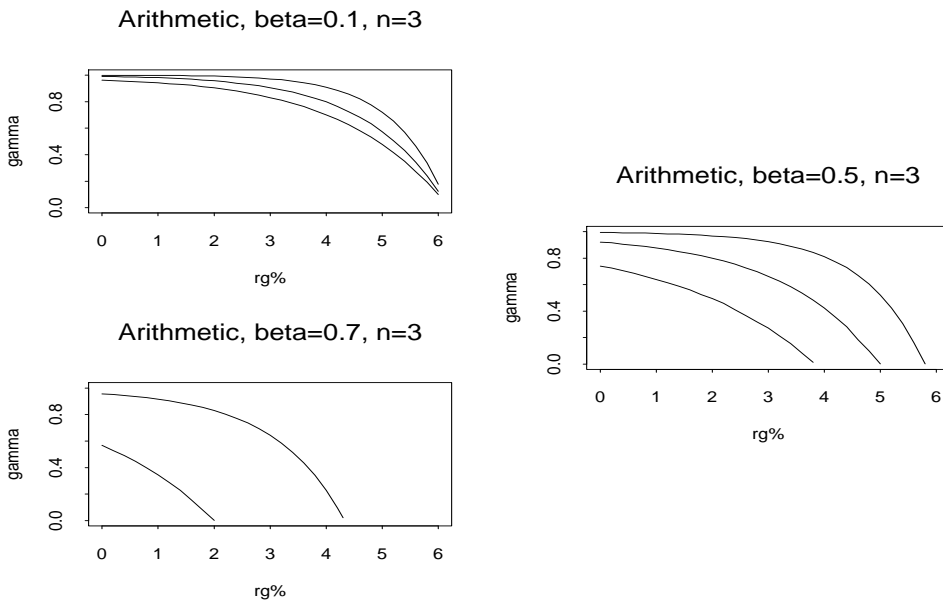 Arithmetic, beta=0.1, n=3
gamma
0.0 0.4 0.8
0 1 2 3 4 5 6
rg%
Arithmetic, beta=0.5, n=3
gamma
0.0 0.4 0.8
0 1 2 3 4 5 6
rg%
Arithmetic, beta=0.7, n=3
gamma
0.0 0.4 0.8
0 1 2 3 4 5 6
rg%